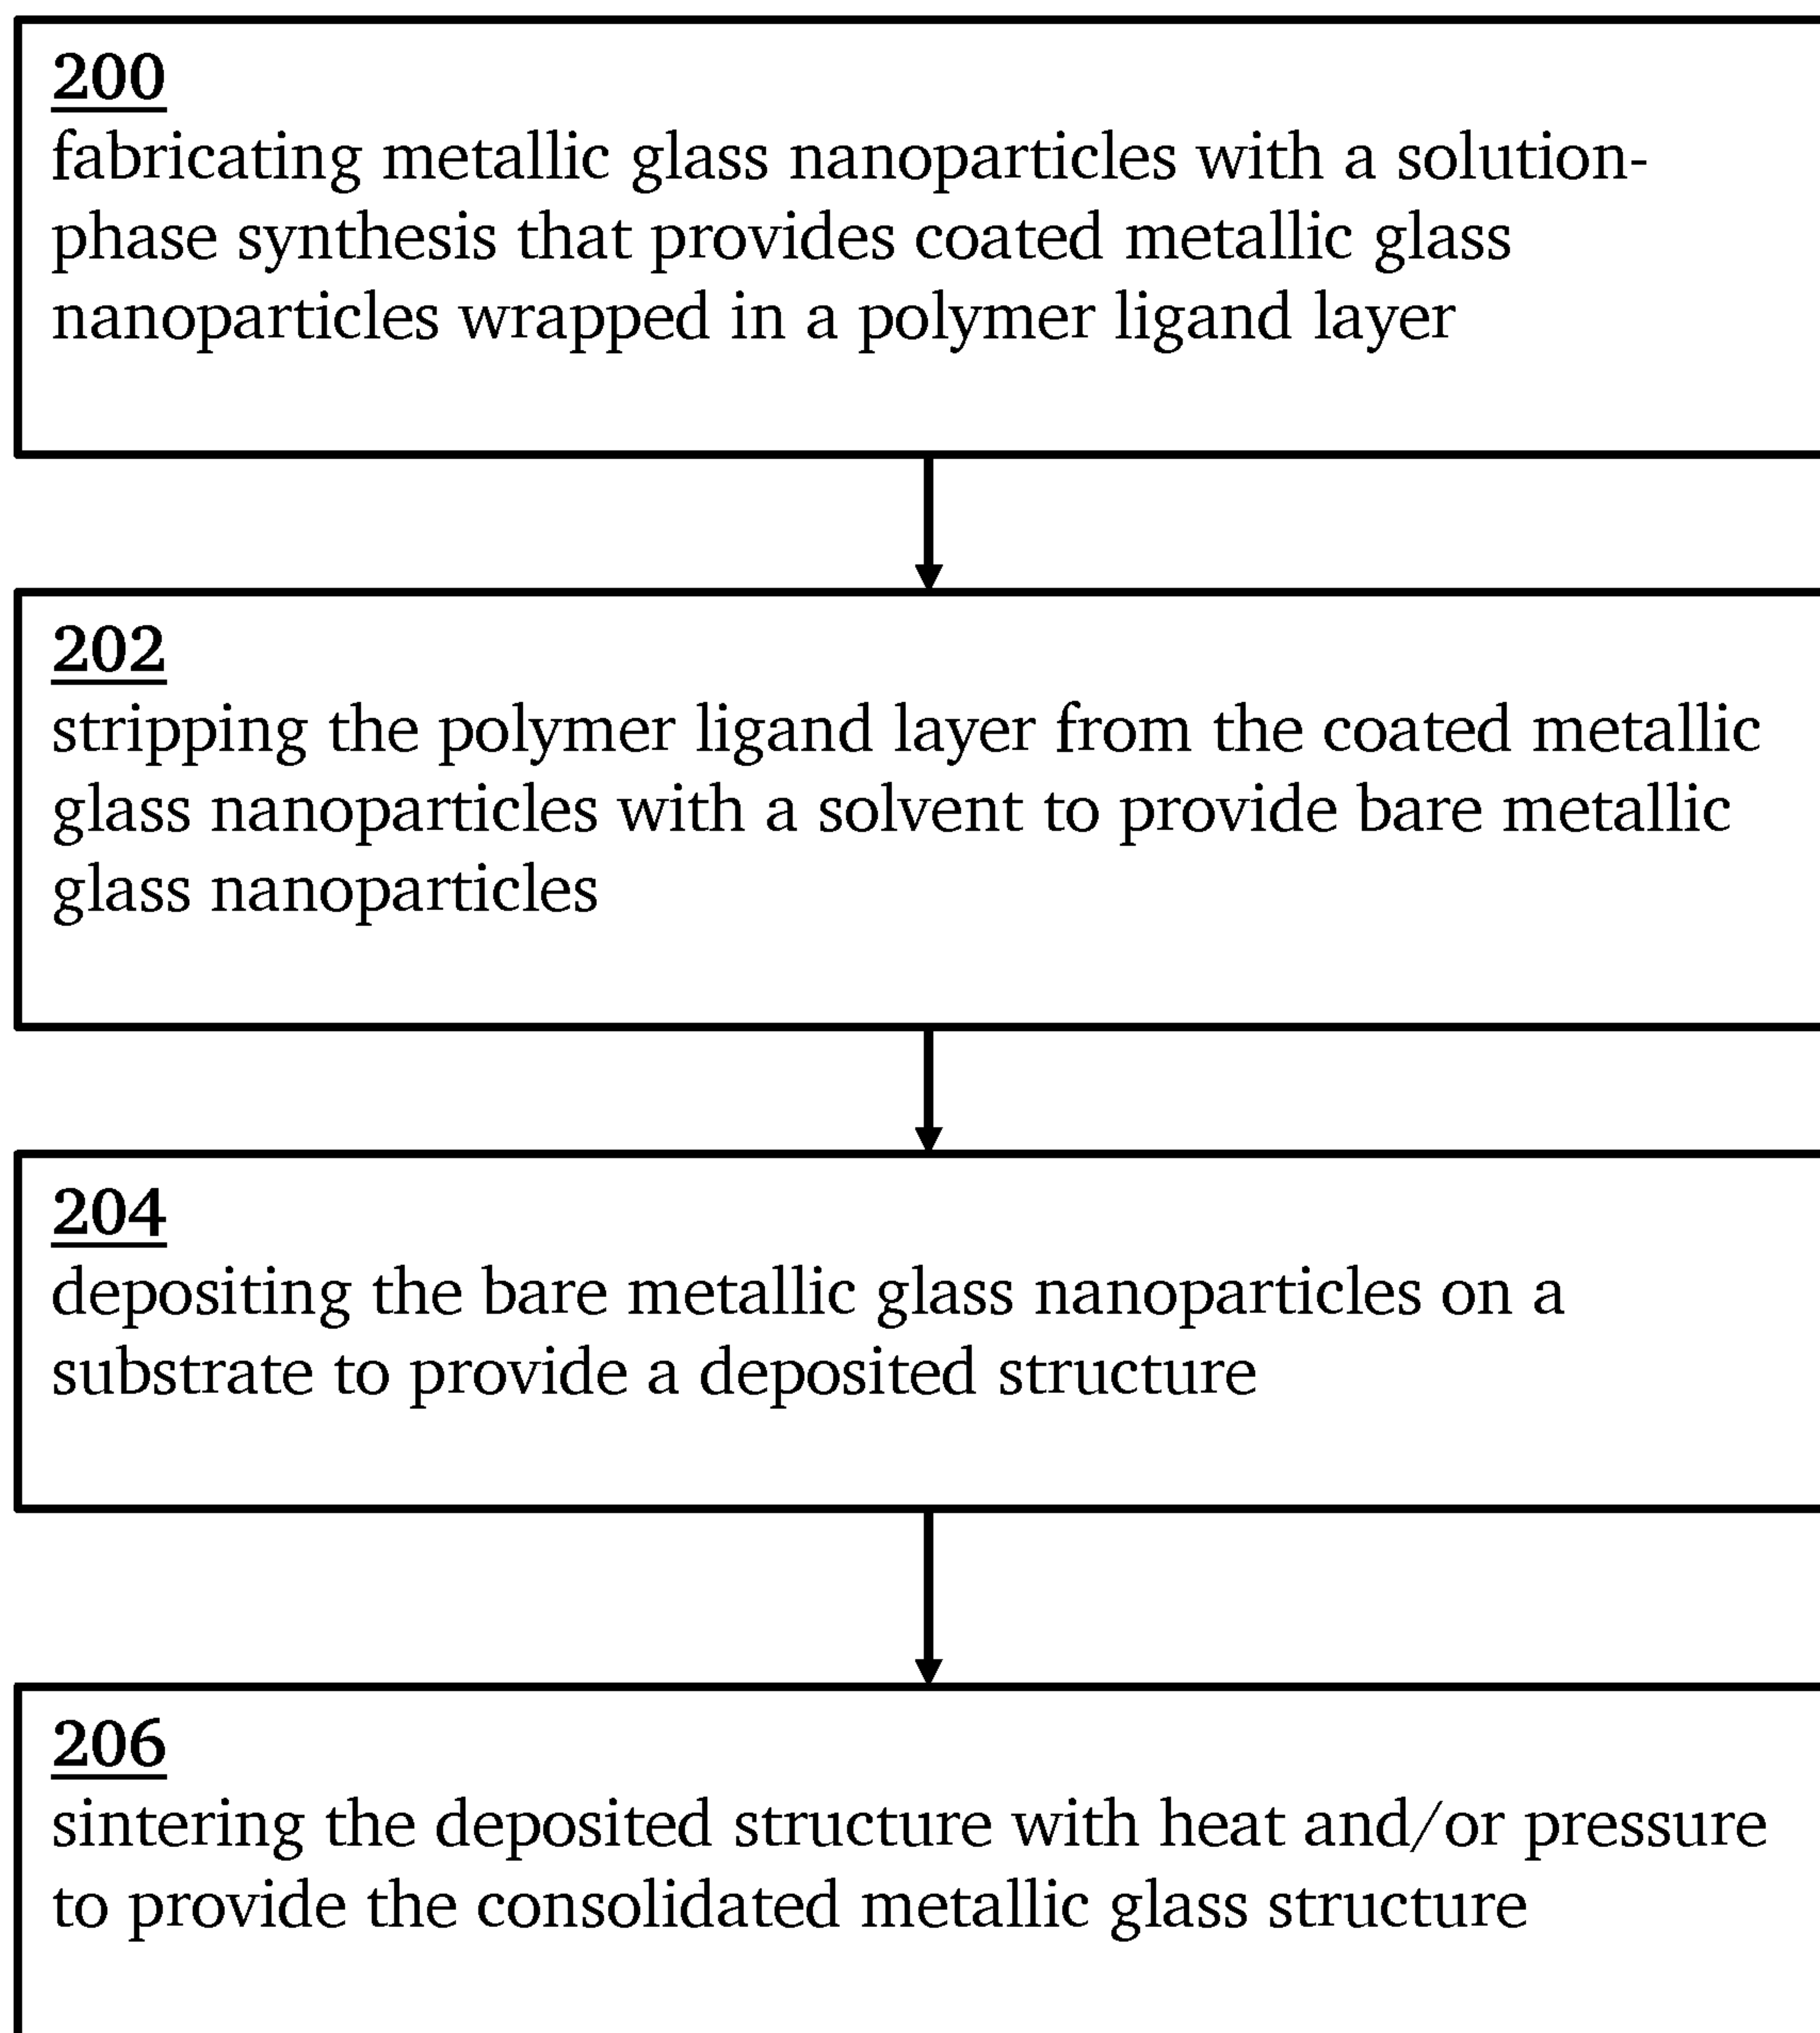 200
fabricating metallic glass nanoparticles with a solution-
phase synthesis that provides coated metallic glass
nanoparticles wrapped in a polymer ligand layer
202
stripping the polymer ligand layer from the coated metallic
glass nanoparticles with a solvent to provide bare metallic
glass nanoparticles
204
depositing the bare metallic glass nanoparticles on a
substrate to provide a deposited structure
206
sintering the deposited structure with heat and/or pressure
to provide the consolidated metallic glass structure